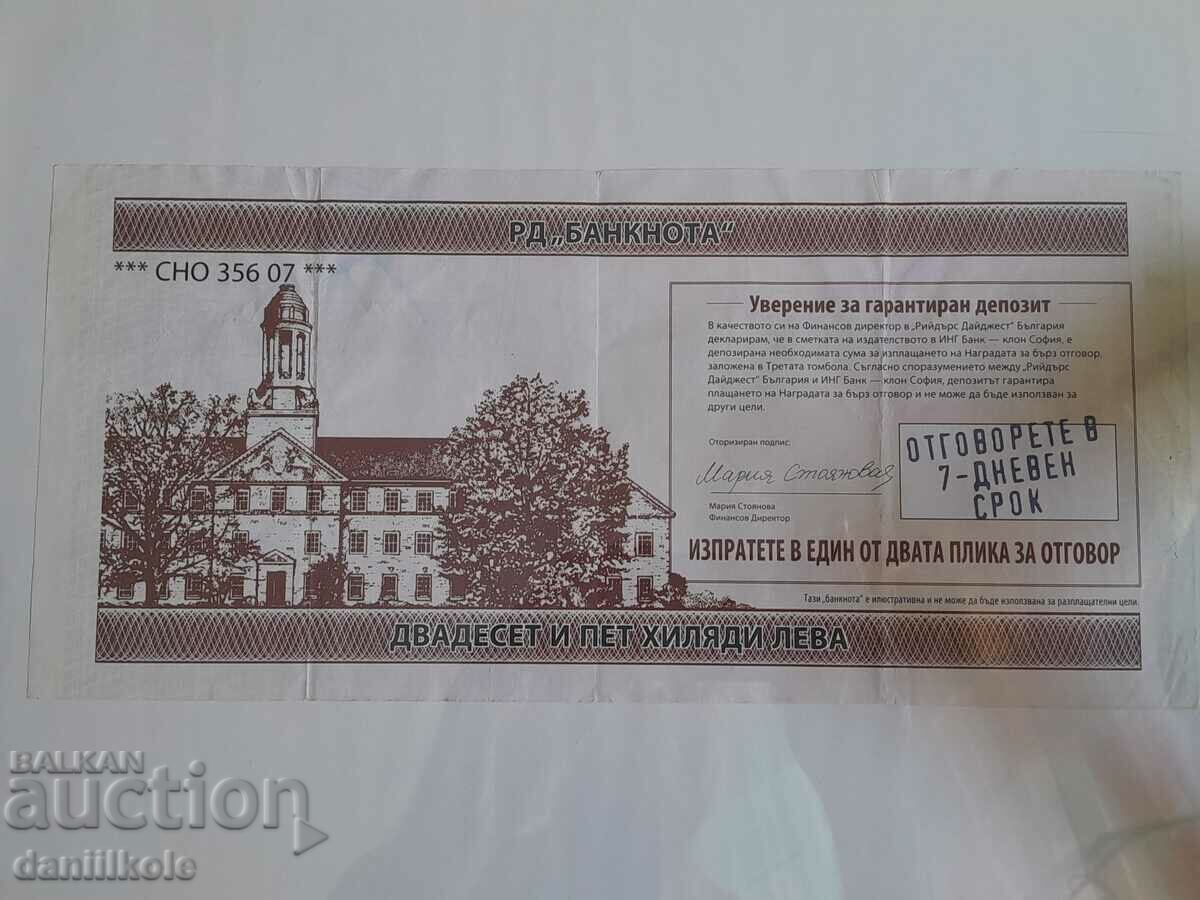 РД „БАНКНОТА“
*** CHO 356 07 ***
Уверение за гарантиран депозит
В качеството си на Финансов директор в „Рийдърс Дайджест“ България
декларирам, че в сметката на издателството в ИНГ Банк — клон София, е
депозирана необходимата сума за изплащането на Наградата за бърз отговор,
заложена в Третата томбола. Съгласно споразумението между „Рийдърс
Дайджест“ България и ИНГ Банк — клон София, депозитът гарантира
плащането на Наградата за бърз отговор и не може да бъде използван за
други цели.
Оторизиран подпис:
Мария Стоянова
Мария Стоянова
Финансов Директор
ОТГОВОРЕТЕ В
7-ДНЕВЕН
СРОК
ИЗПРАТЕТЕ В ЕДИН ОТ ДВАТА ПЛИКА ЗА ОТГОВОР
Тази „банкнота“ е илюстративна и не може да бъде използвана за разплащателни цели.
ДВАДЕСЕТ И ПЕТ ХИЛЯДИ ЛЕВА
BALKAN
auction
daniilkole